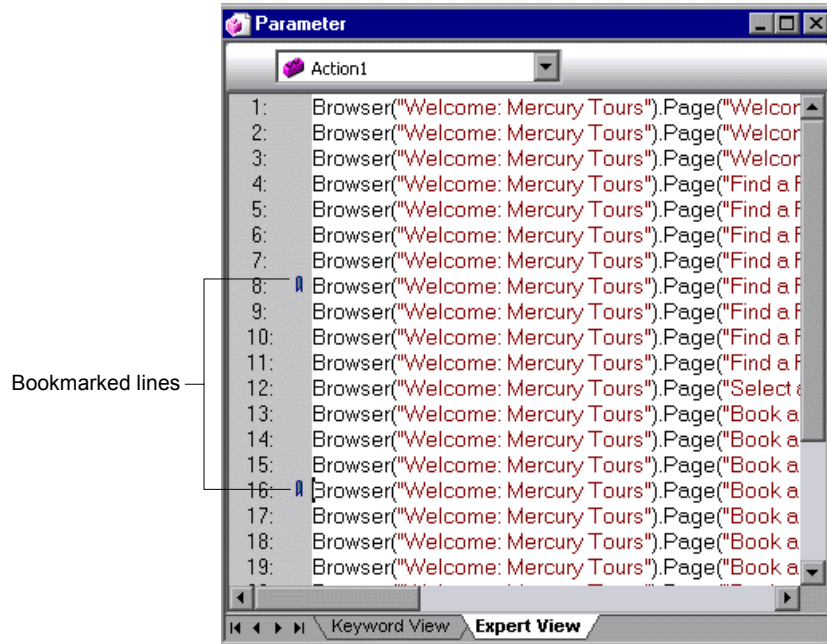 Parameter
Action1
1: Browser("Welcome: Mercury Tours").Page("Welcom
2: Browser("Welcome: Mercury Tours").Page("Welcom
3: Browser("Welcome: Mercury Tours").Page("Welcom
4: Browser("Welcome: Mercury Tours").Page("Find a F
5: Browser("Welcome: Mercury Tours").Page("Find a F
6: Browser("Welcome: Mercury Tours").Page("Find a F
7: Browser("Welcome: Mercury Tours").Page("Find a F
8: Browser("Welcome: Mercury Tours").Page("Find a F
9: Browser("Welcome: Mercury Tours").Page("Find a F
10: Browser("Welcome: Mercury Tours").Page("Find a F
11: Browser("Welcome: Mercury Tours").Page("Find a F
Bookmarked lines
12: Browser("Welcome: Mercury Tours").Page("Select a
13: Browser("Welcome: Mercury Tours").Page("Book a
14: Browser("Welcome: Mercury Tours").Page("Book a
15: Browser("Welcome: Mercury Tours").Page("Book a
16: Browser("Welcome: Mercury Tours").Page("Book a
17: Browser("Welcome: Mercury Tours").Page("Book a
18: Browser("Welcome: Mercury Tours").Page("Book a
19: Browser("Welcome: Mercury Tours").Page("Book a
Keyword View Expert View